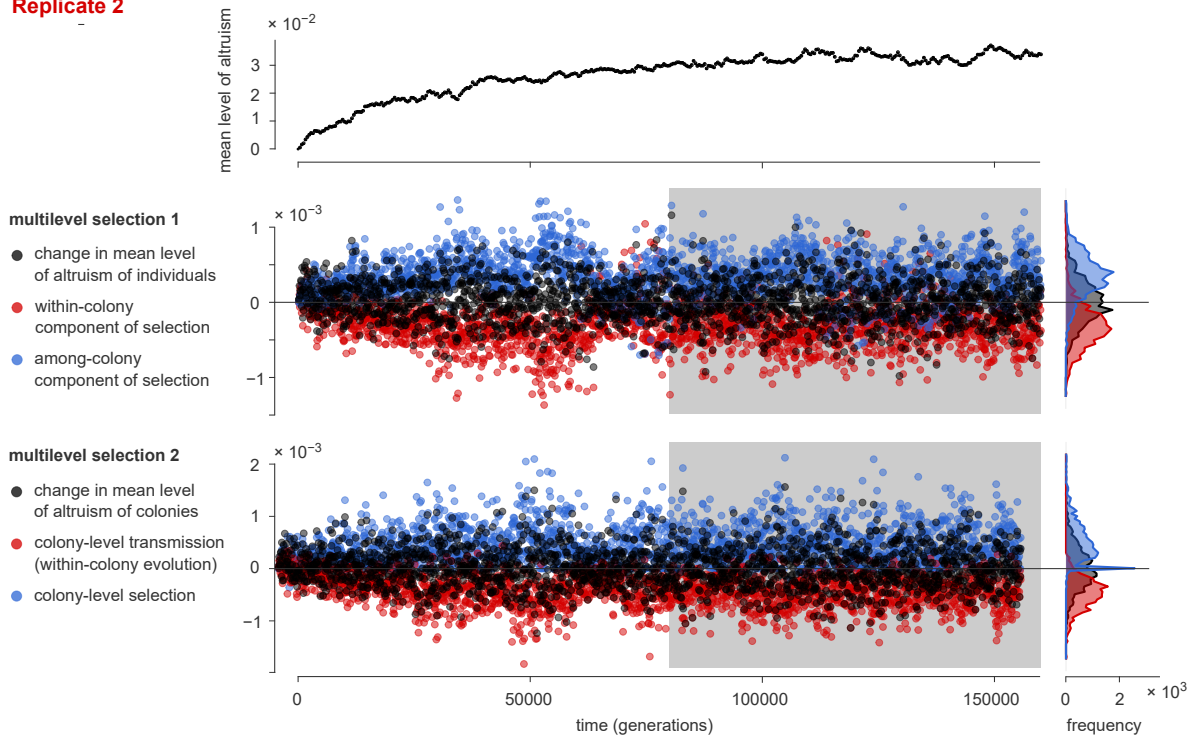 Replicate 2
× 10−2
mean level of altruism
3
2
1
0
multilevel selection 1
change in mean level
of altruism of individuals
within-colony
component of selection
among-colony
component of selection
× 10−3
1
0
−1
multilevel selection 2
change in mean level
of altruism of colonies
colony-level transmission
(within-colony evolution)
colony-level selection
× 10−3
2
1
0
−1
0 50000 100000 150000
time (generations)
0 2 × 103
frequency